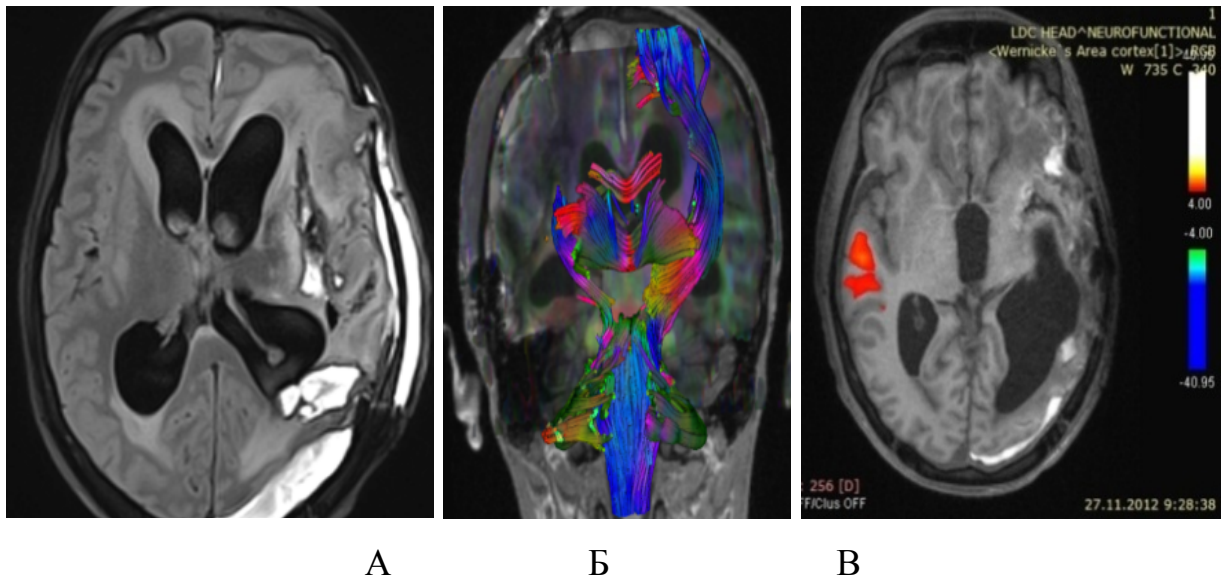 1
LDC HEAD^NEUROFUNCTIONAL
<Wernicke`s Area cortex[1]>
W 735 C 340
4.00
-4.00
-40.95
: 256 [D]
FF/Clus OFF
27.11.2012 9:28:38
А Б В